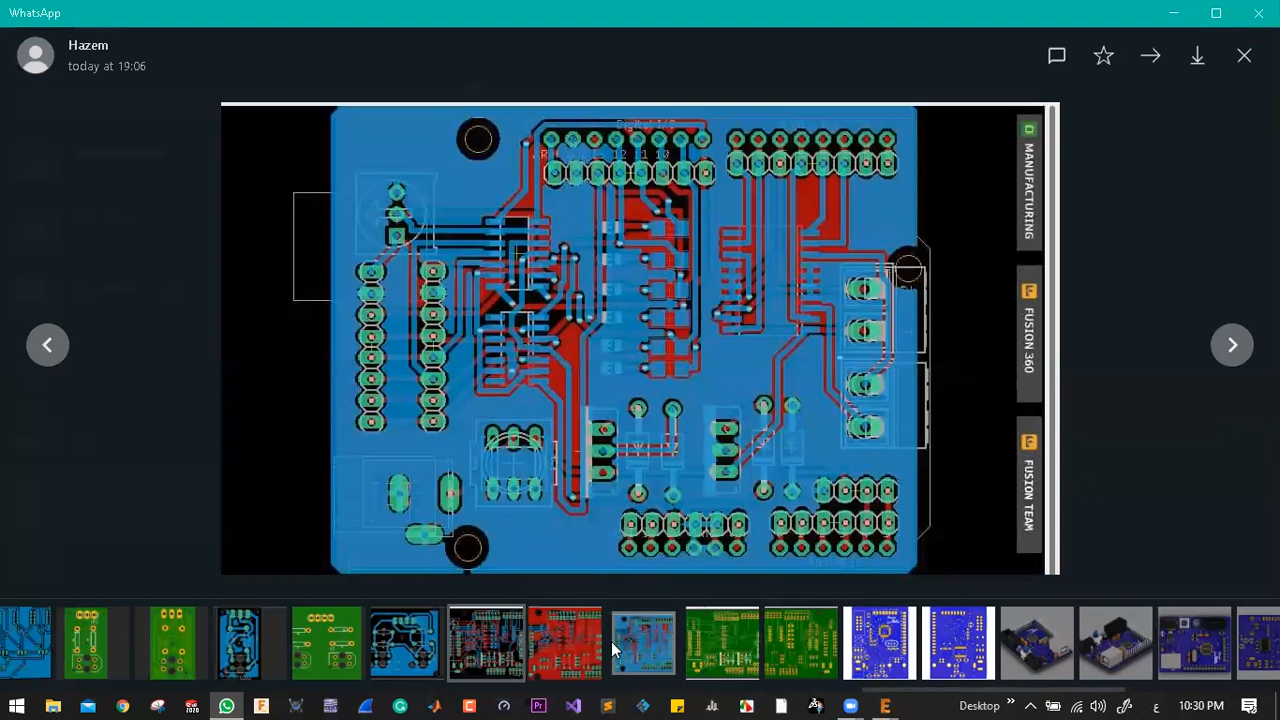 WhatsApp
Hazem
today at 19:06
MANUFACTURING
FUSION 360
FUSION TEAM
Desktop
ع
10:30 PM